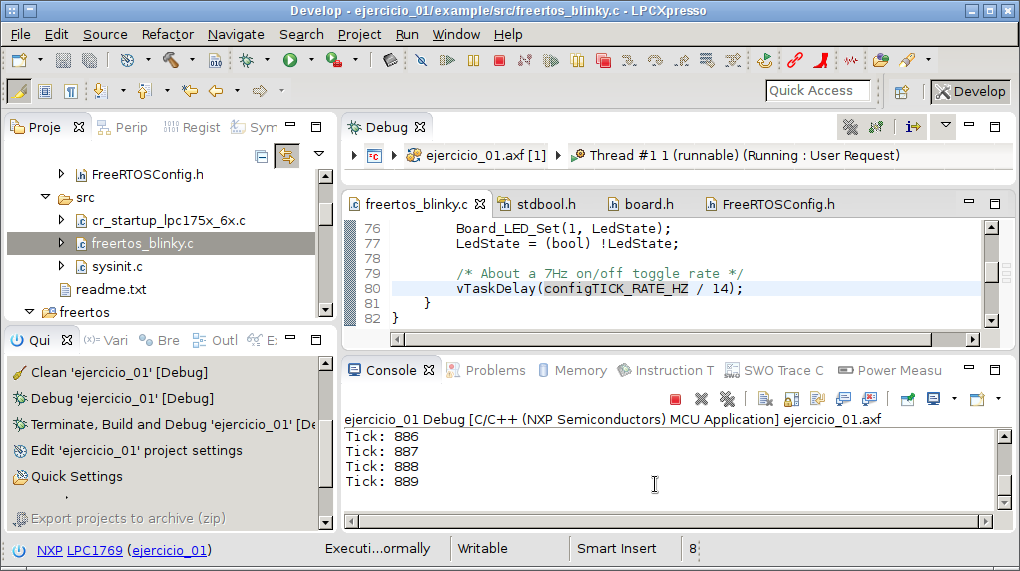 Develop - ejercicio_01/example/src/freertos_blinky.c - LPCXpresso
File Edit Source Refactor Navigate Search Project Run Window Help
Quick Access
Develop
Proje Perip Regist Sym
FreeRTOSConfig.h
src
cr_startup_lpc175x_6x.c
freertos_blinky.c
sysinit.c
readme.txt
freertos
Debug
ejercicio_01.axf [1] Thread #1 1 (runnable) (Running : User Request)
freertos_blinky.c stdbool.h board.h FreeRTOSConfig.h
76 Board_LED_Set(1, LedState);
77 LedState = (bool) !LedState;
78
79 /* About a 7Hz on/off toggle rate */
80 vTaskDelay(configTICK_RATE_HZ / 14);
81 }
82 }
Qui (x)= Vari Bre Outl E:
Clean 'ejercicio_01' [Debug]
Debug 'ejercicio_01' [Debug]
Terminate, Build and Debug 'ejercicio_01' [De
Edit 'ejercicio_01' project settings
Quick Settings
Export projects to archive (zip)
Console Problems Memory Instruction T SWO Trace C Power Measu
ejercicio_01 Debug [C/C++ (NXP Semiconductors) MCU Application] ejercicio_01.axf
Tick: 886
Tick: 887
Tick: 888
Tick: 889
NXP LPC1769 (ejercicio_01) Executi...ormally Writable Smart Insert 8